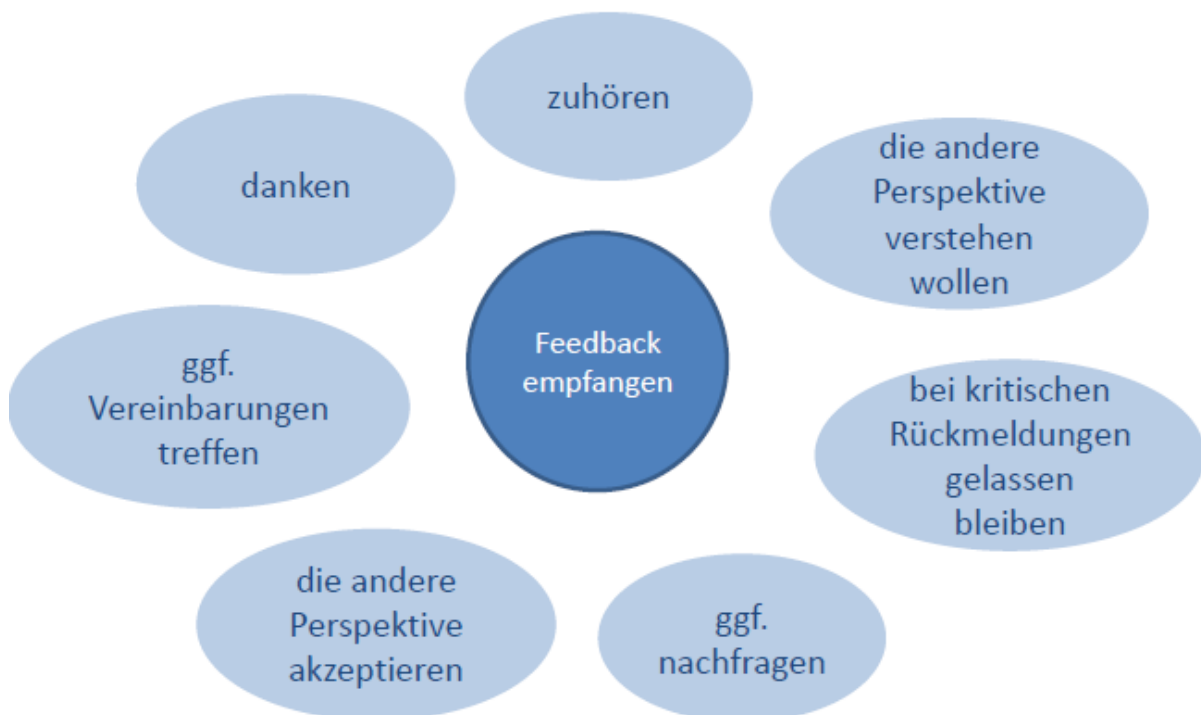 zuhören
die andere
Perspektive
verstehen
wollen
bei kritischen
Rückmeldungen
gelassen
bleiben
ggf.
nachfragen
die andere
Perspektive
akzeptieren
ggf.
Vereinbarungen
treffen
danken
Feedback
empfangen